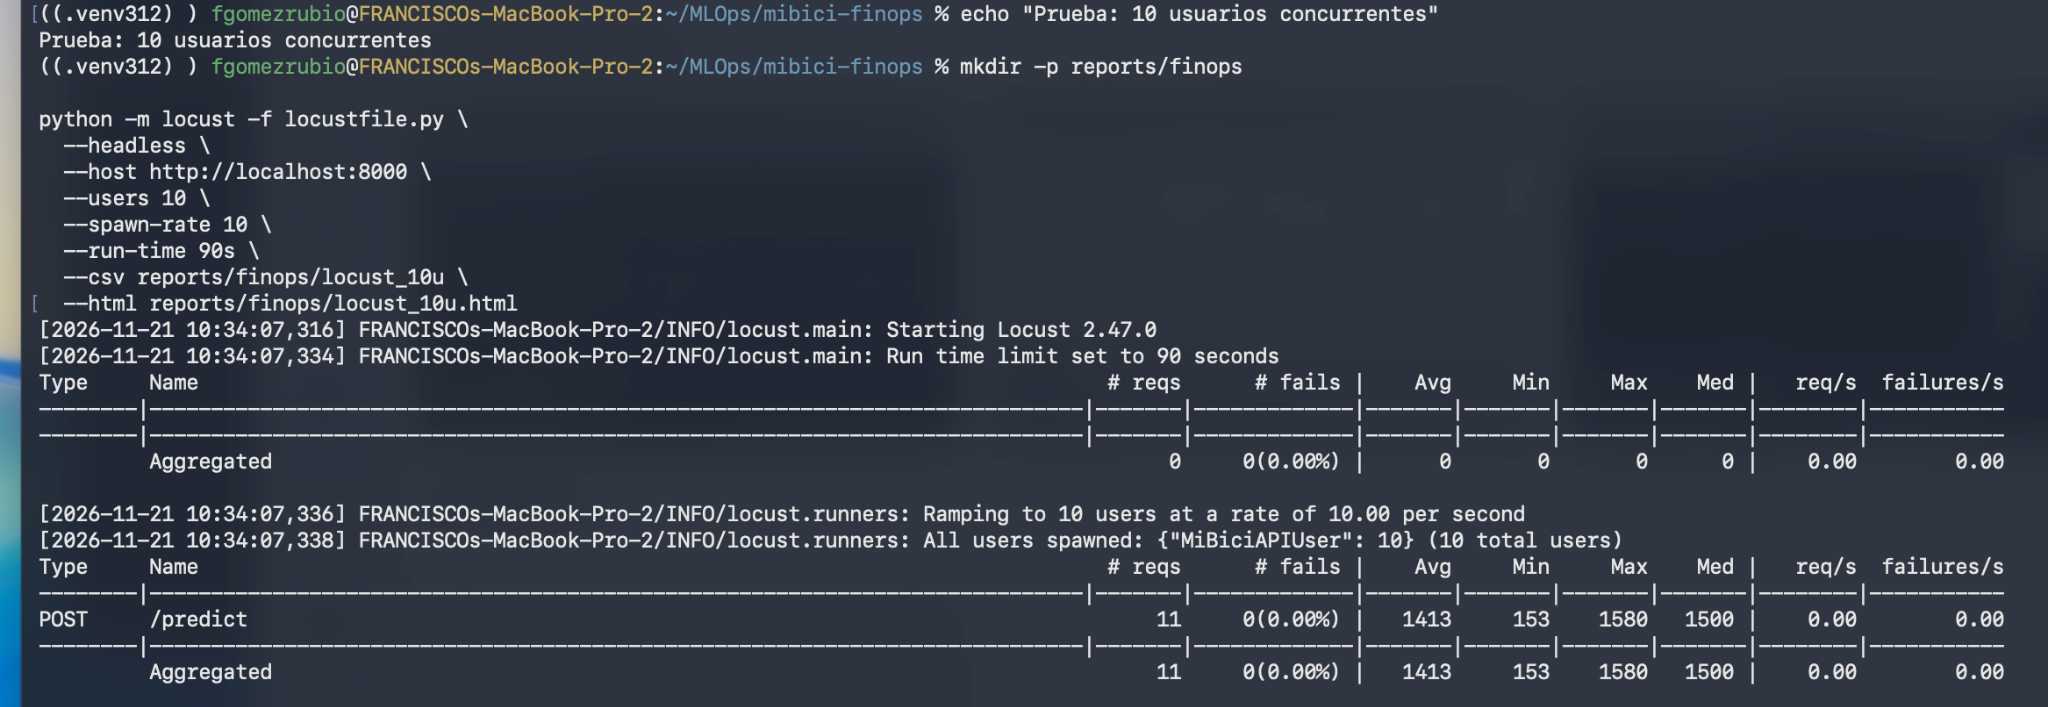 [((.venv312) ) fgomezrubio@FRANCISCOs-MacBook-Pro-2:~/MLOps/mibici-finops % echo "Prueba: 10 usuarios concurrentes"
Prueba: 10 usuarios concurrentes
((.venv312) ) fgomezrubio@FRANCISCOs-MacBook-Pro-2:~/MLOps/mibici-finops % mkdir -p reports/finops

python -m locust -f locustfile.py \
  --headless \
  --host http://localhost:8000 \
  --users 10 \
  --spawn-rate 10 \
  --run-time 90s \
  --csv reports/finops/locust_10u \
[  --html reports/finops/locust_10u.html
[2026-11-21 10:34:07,316] FRANCISCOs-MacBook-Pro-2/INFO/locust.main: Starting Locust 2.47.0
[2026-11-21 10:34:07,334] FRANCISCOs-MacBook-Pro-2/INFO/locust.main: Run time limit set to 90 seconds
Type     Name                                                                          # reqs      # fails |    Avg     Min     Max    Med |   req/s  failures/s
--------|----------------------------------------------------------------------------|-------|-------------|-------|-------|-------|-------|--------|-----------
--------|----------------------------------------------------------------------------|-------|-------------|-------|-------|-------|-------|--------|-----------
         Aggregated                                                                         0     0(0.00%) |      0       0       0      0 |    0.00        0.00

[2026-11-21 10:34:07,336] FRANCISCOs-MacBook-Pro-2/INFO/locust.runners: Ramping to 10 users at a rate of 10.00 per second
[2026-11-21 10:34:07,338] FRANCISCOs-MacBook-Pro-2/INFO/locust.runners: All users spawned: {"MiBiciAPIUser": 10} (10 total users)
Type     Name                                                                          # reqs      # fails |    Avg     Min     Max    Med |   req/s  failures/s
--------|----------------------------------------------------------------------------|-------|-------------|-------|-------|-------|-------|--------|-----------
POST     /predict                                                                          11     0(0.00%) |   1413     153    1580   1500 |    0.00        0.00
--------|----------------------------------------------------------------------------|-------|-------------|-------|-------|-------|-------|--------|-----------
         Aggregated                                                                        11     0(0.00%) |   1413     153    1580   1500 |    0.00        0.00